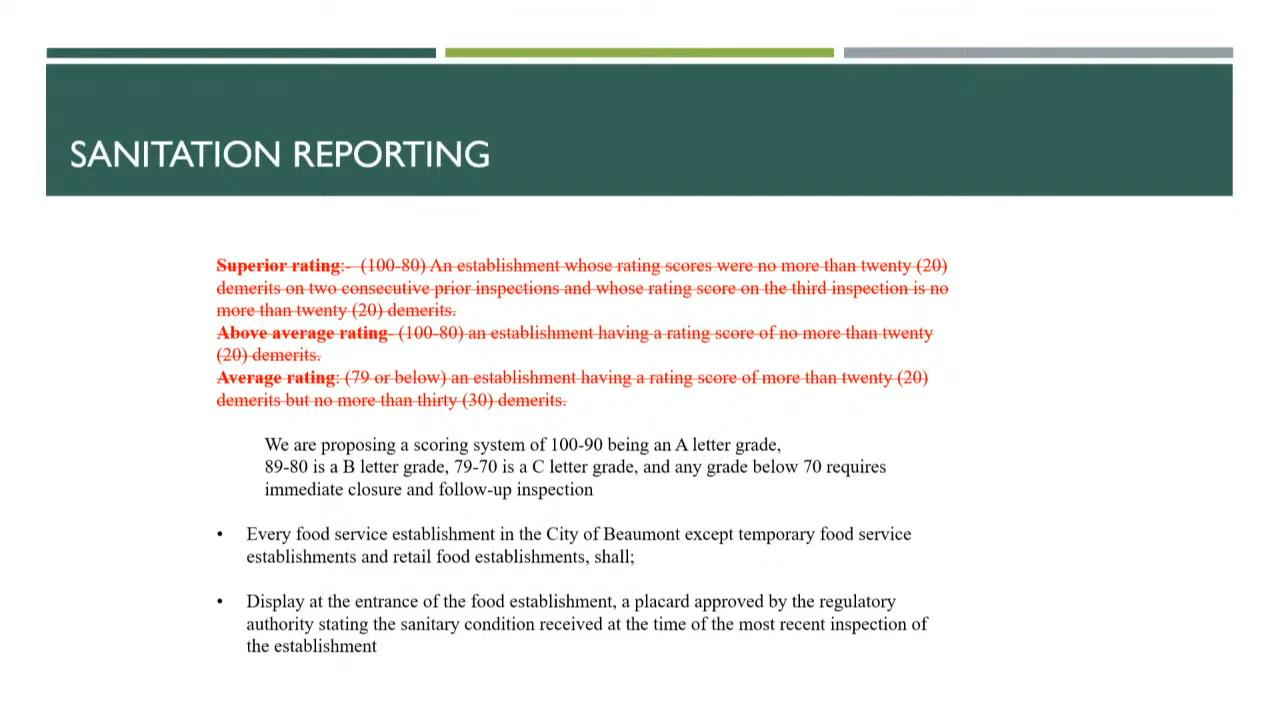 SANITATION REPORTING
Superior rating:- (100-80) An establishment whose rating scores were no more than twenty (20)
demerits on two consecutive prior inspections and whose rating score on the third inspection is no
more than twenty (20) demerits.
Above average rating- (100-80) an establishment having a rating score of no more than twenty
(20) demerits.
Average rating: (79 or below) an establishment having a rating score of more than twenty (20)
demerits but no more than thirty (30) demerits.
We are proposing a scoring system of 100-90 being an A letter grade,
89-80 is a B letter grade, 79-70 is a C letter grade, and any grade below 70 requires
immediate closure and follow-up inspection
• Every food service establishment in the City of Beaumont except temporary food service
establishments and retail food establishments, shall;
• Display at the entrance of the food establishment, a placard approved by the regulatory
authority stating the sanitary condition received at the time of the most recent inspection of
the establishment